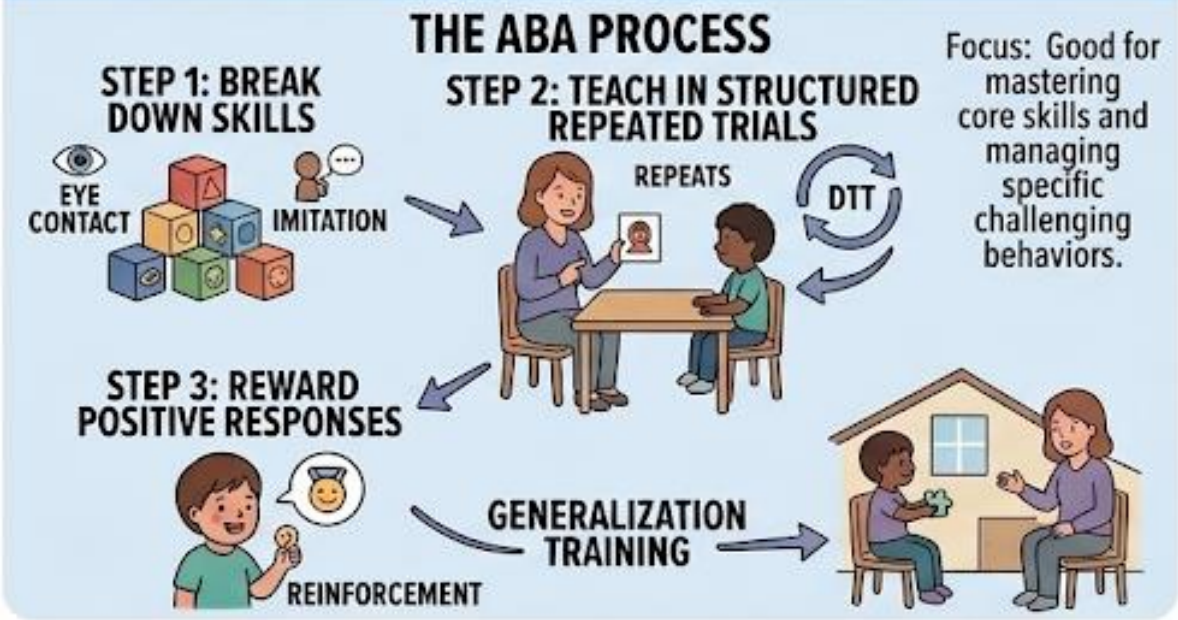 THE ABA PROCESS
STEP 1: BREAK
DOWN SKILLS
EYE
CONTACT
IMITATION
STEP 2: TEACH IN STRUCTURED
REPEATED TRIALS
REPEATS
DTT
Focus: Good for
mastering
core skills and
managing
specific
challenging
behaviors.
STEP 3: REWARD
POSITIVE RESPONSES
REINFORCEMENT
GENERALIZATION
TRAINING